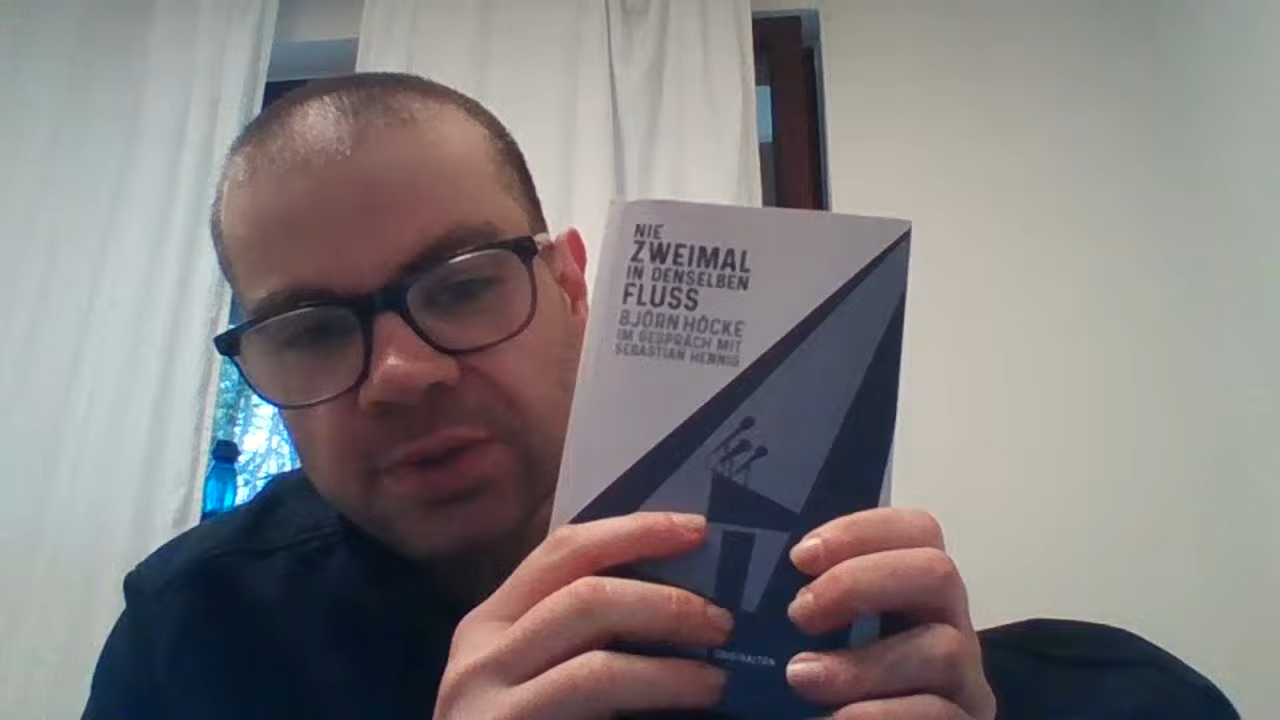 NIE
ZWEIMAL
IN DENSELBEN
FLUSS
BJÖRN HÖCKE
IM GESPRÄCH MIT
SEBASTIAN HENNIG